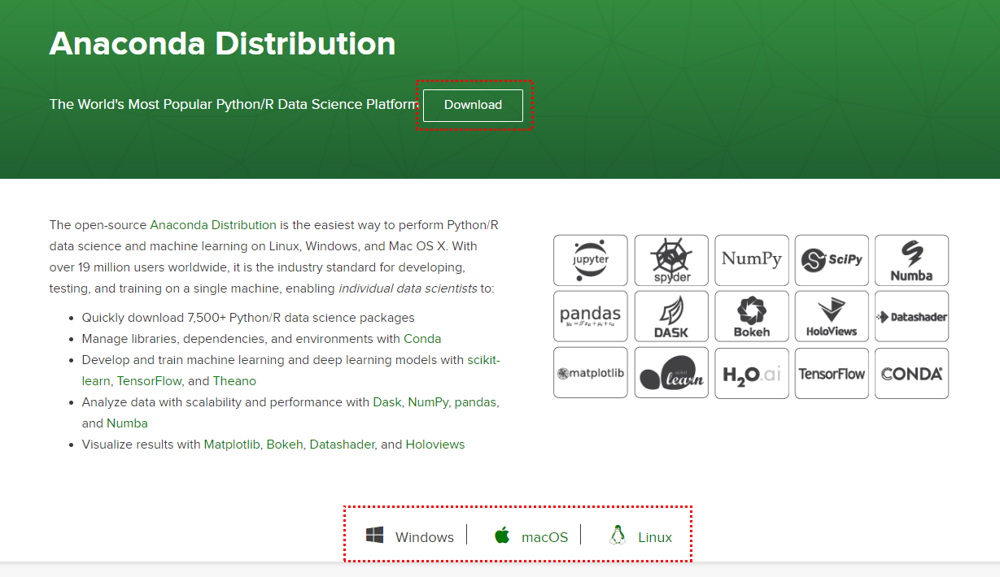 Anaconda Distribution
The World's Most Popular Python/R Data Science Platform
Download
The open-source Anaconda Distribution is the easiest way to perform Python/R
data science and machine learning on Linux, Windows, and Mac OS X. With
over 19 million users worldwide, it is the industry standard for developing,
testing, and training on a single machine, enabling individual data scientists to:
• Quickly download 7,500+ Python/R data science packages
• Manage libraries, dependencies, and environments with Conda
• Develop and train machine learning and deep learning models with scikit-
learn, TensorFlow, and Theano
• Analyze data with scalability and performance with Dask, NumPy, pandas,
and Numba
• Visualize results with Matplotlib, Bokeh, Datashader, and Holoviews
jupyter
spyder
NumPy
SciPy
Numba
pandas
DASK
Bokeh
HoloViews
Datashader
matplotlib
learn
H2O.ai
TensorFlow
CONDA
Windows
macOS
Linux